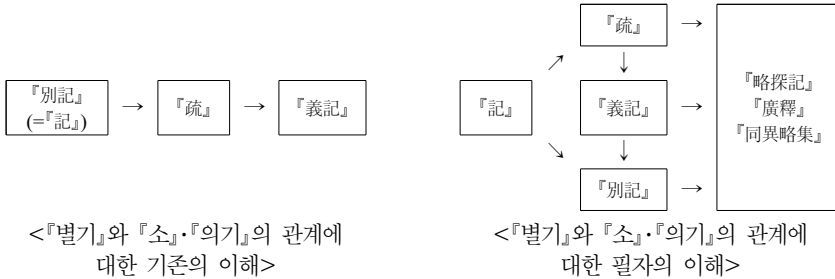 『別記』
(=『記』)
→
『疏』
→
『義記』
<『별기』와 『소』·『의기』의 관계에
대한 기존의 이해>
『記』
↗
↘
『疏』
→
↓
『義記』
→
↓
『別記』
→
『略探記』
『廣釋』
『同異略集』
<『별기』와 『소』·『의기』의 관계에
대한 필자의 이해>